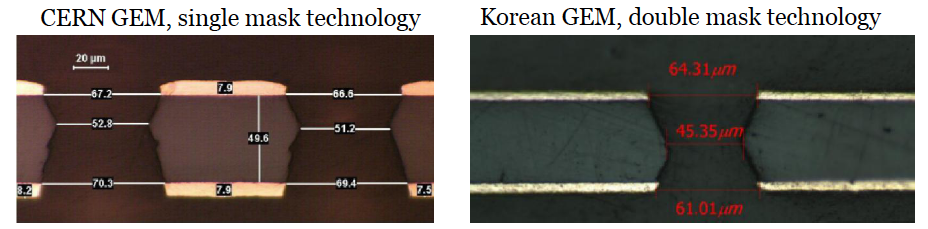 CERN GEM, single mask technology
Korean GEM, double mask technology
20 µm
7.9
67.2
66.6
52.8
49.6
51.2
8.2
70.3
7.9
69.4
7.5
64.31µm
45.35µm
61.01µm